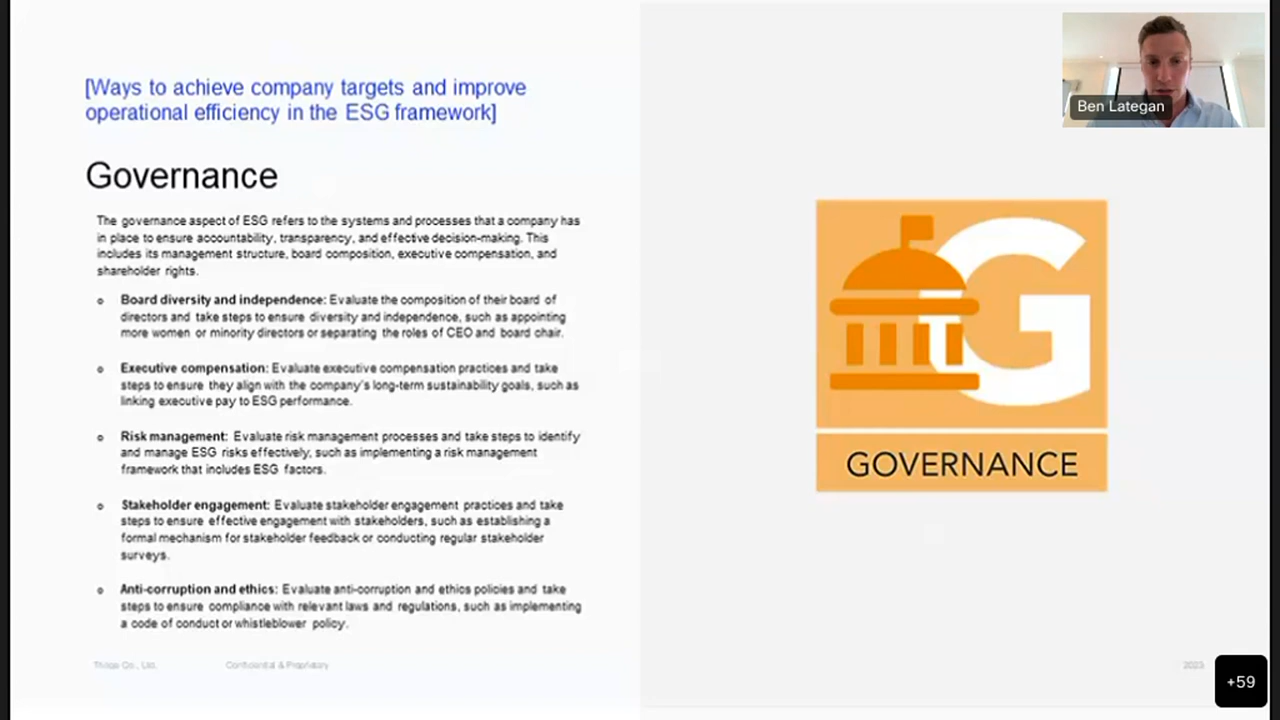 [Ways to achieve company targets and improve
operational efficiency in the ESG framework]
Governance
The governance aspect of ESG refers to the systems and processes that a company has
in place to ensure accountability, transparency, and effective decision-making. This
includes its management structure, board composition, executive compensation, and
shareholder rights.
o Board diversity and independence: Evaluate the composition of their board of
directors and take steps to ensure diversity and independence, such as appointing
more women or minority directors or separating the roles of CEO and board chair.
o Executive compensation: Evaluate executive compensation practices and take
steps to ensure they align with the company's long-term sustainability goals, such as
linking executive pay to ESG performance.
o Risk management: Evaluate risk management processes and take steps to identify
and manage ESG risks effectively, such as implementing a risk management
framework that includes ESG factors.
o Stakeholder engagement: Evaluate stakeholder engagement practices and take
steps to ensure effective engagement with stakeholders, such as establishing a
formal mechanism for stakeholder feedback or conducting regular stakeholder
surveys.
o Anti-corruption and ethics: Evaluate anti-corruption and ethics policies and take
steps to ensure compliance with relevant laws and regulations, such as implementing
a code of conduct or whistleblower policy.
Co., Ltd.
Confidential & Proprietary
G
GOVERNANCE
Ben Lategan
2023
+59